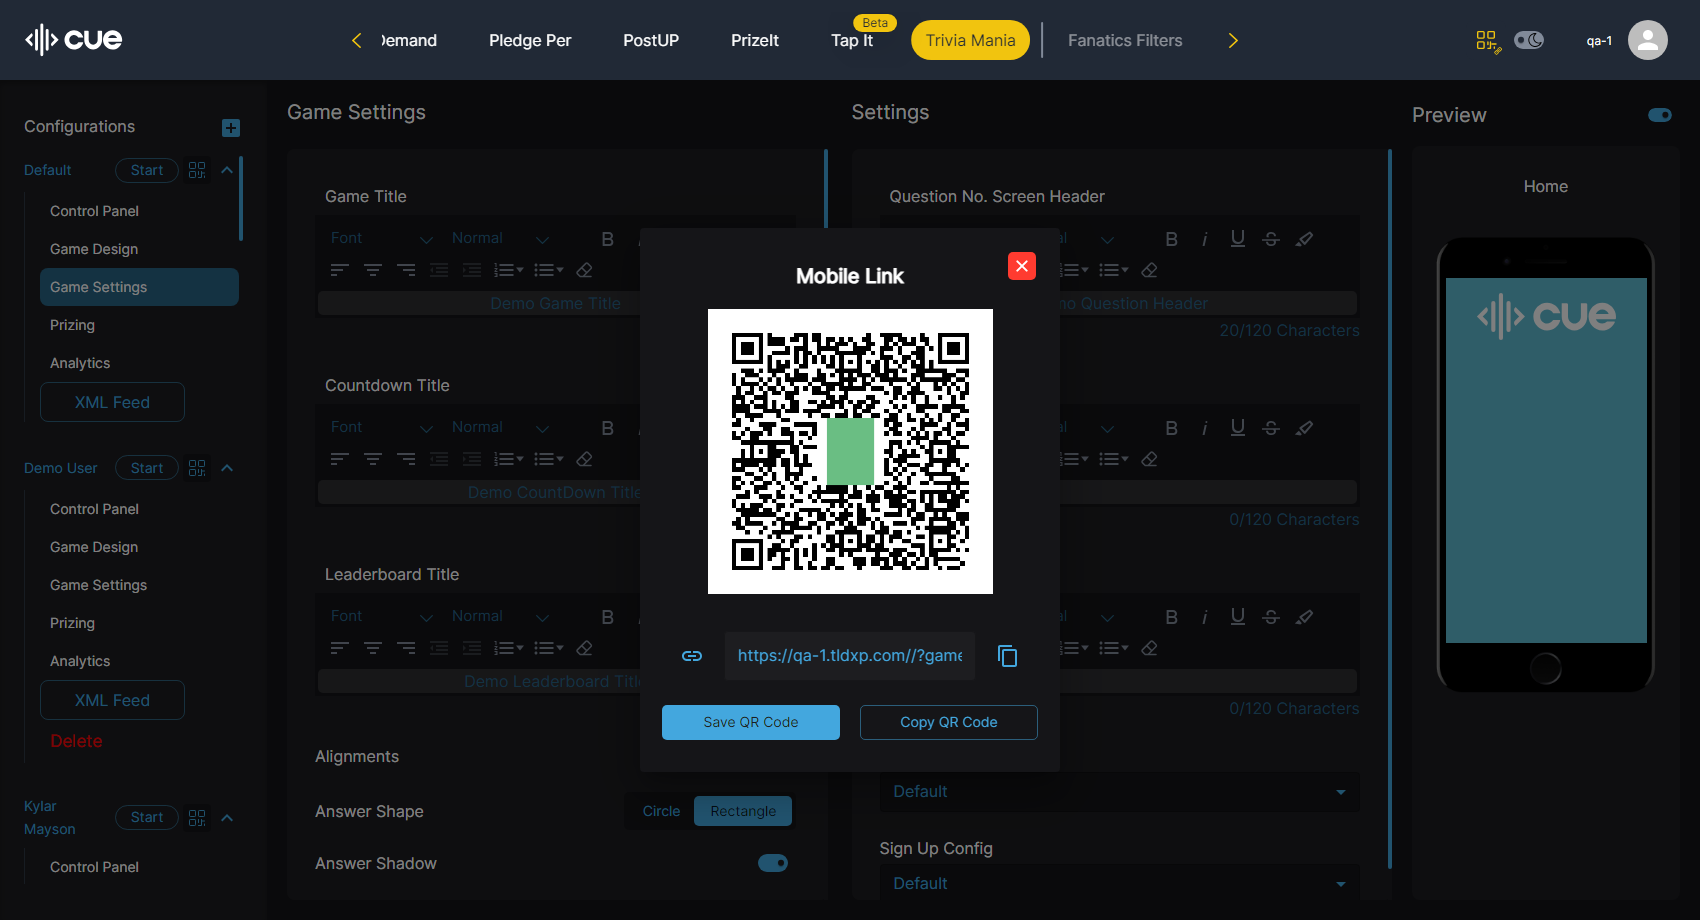 cue
Demand
Pledge Per
PostUP
PrizeIt
Tap It
Beta
Trivia Mania
Fanatics Filters
qa-1
Configurations
Default
Start
Control Panel
Game Design
Game Settings
Prizing
Analytics
XML Feed
Demo User
Start
Control Panel
Game Design
Game Settings
Prizing
Analytics
XML Feed
Delete
Kylar
Mayson
Start
Control Panel
Game Settings
Game Title
Font
Normal
B
Demo Game Title
Countdown Title
Font
Normal
B
Demo CountDown Title
Leaderboard Title
Font
Normal
B
Demo Leaderboard Title
Alignments
Answer Shape
Circle
Rectangle
Answer Shadow
Mobile Link
https://qa-1.tldxp.com//?game
Save QR Code
Copy QR Code
Settings
Question No. Screen Header
B i U S
Question Header
20/120 Characters
B i U S
0/120 Characters
B i U S
0/120 Characters
Default
Sign Up Config
Default
Preview
Home
cue